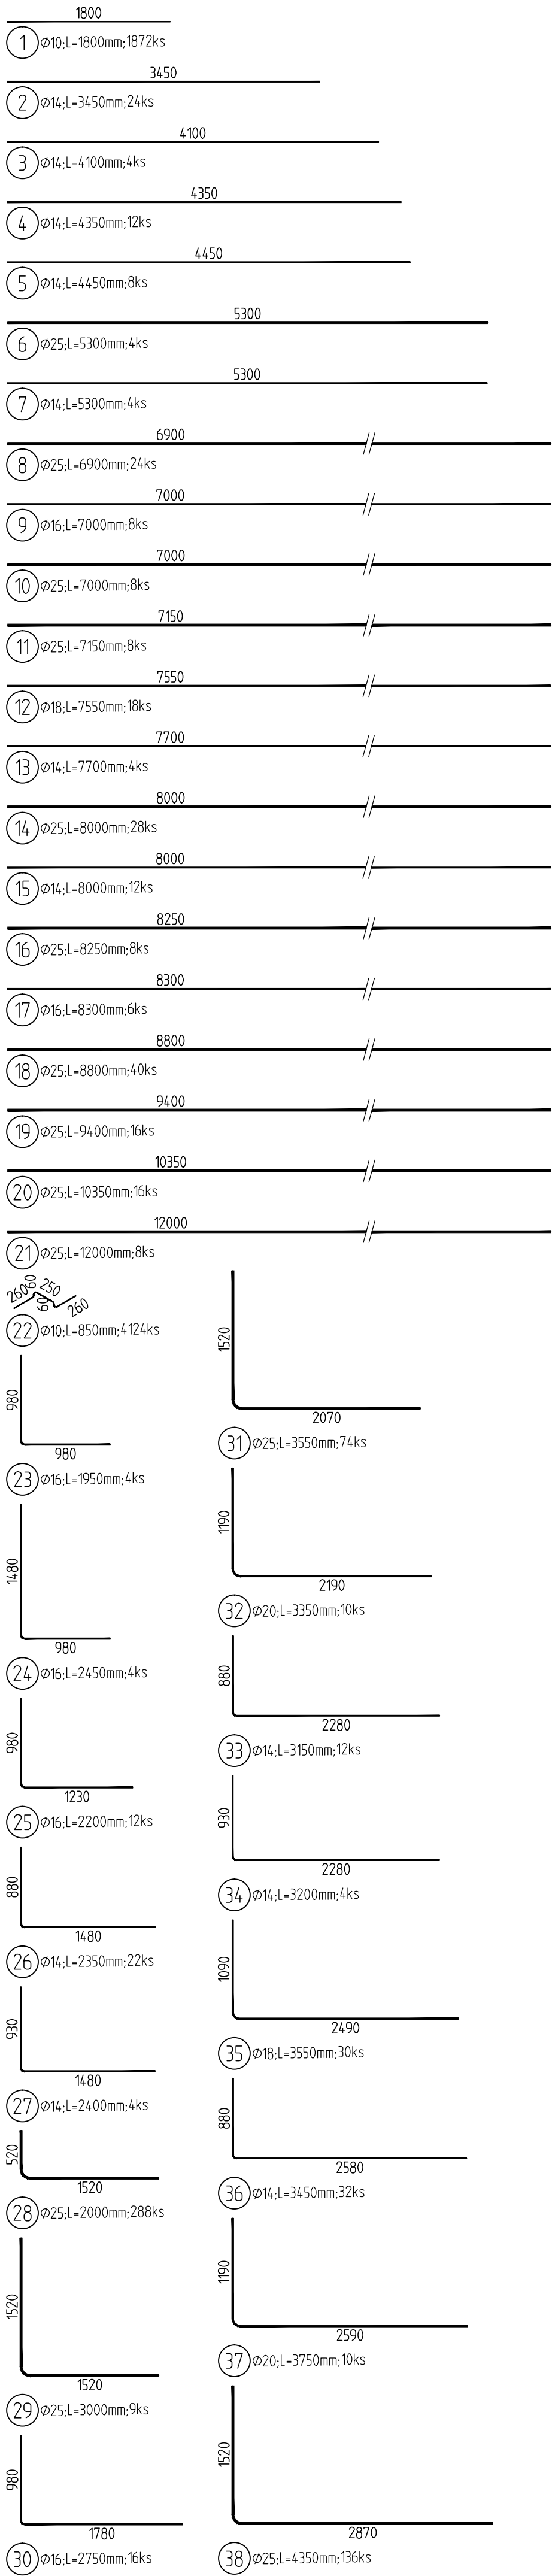 1800
1 Ø10;L=1800mm;1872ks
3450
2 Ø14;L=3450mm;24ks
4100
3 Ø14;L=4100mm;4ks
4350
4 Ø14;L=4350mm;12ks
4450
5 Ø14;L=4450mm;8ks
5300
6 Ø25;L=5300mm;4ks
5300
7 Ø14;L=5300mm;4ks
6900
8 Ø25;L=6900mm;24ks
7000
9 Ø16;L=7000mm;8ks
7000
10 Ø25;L=7000mm;8ks
7150
11 Ø25;L=7150mm;8ks
7550
12 Ø18;L=7550mm;18ks
7700
13 Ø14;L=7700mm;4ks
8000
14 Ø25;L=8000mm;28ks
8000
15 Ø14;L=8000mm;12ks
8250
16 Ø25;L=8250mm;8ks
8300
17 Ø16;L=8300mm;6ks
8800
18 Ø25;L=8800mm;40ks
9400
19 Ø25;L=9400mm;16ks
10350
20 Ø25;L=10350mm;16ks
12000
21 Ø25;L=12000mm;8ks
260
60
250
60
260
22 Ø10;L=850mm;4124ks
980
980
23 Ø16;L=1950mm;4ks
1480
980
24 Ø16;L=2450mm;4ks
980
1230
25 Ø16;L=2200mm;12ks
880
1480
26 Ø14;L=2350mm;22ks
930
1480
27 Ø14;L=2400mm;4ks
520
1520
28 Ø25;L=2000mm;288ks
1520
1520
29 Ø25;L=3000mm;9ks
980
1780
30 Ø16;L=2750mm;16ks
1520
2070
31 Ø25;L=3550mm;74ks
1190
2190
32 Ø20;L=3350mm;10ks
880
2280
33 Ø14;L=3150mm;12ks
930
2280
34 Ø14;L=3200mm;4ks
1090
2490
35 Ø18;L=3550mm;30ks
880
2580
36 Ø14;L=3450mm;32ks
1190
2590
37 Ø20;L=3750mm;10ks
1520
2870
38 Ø25;L=4350mm;136ks